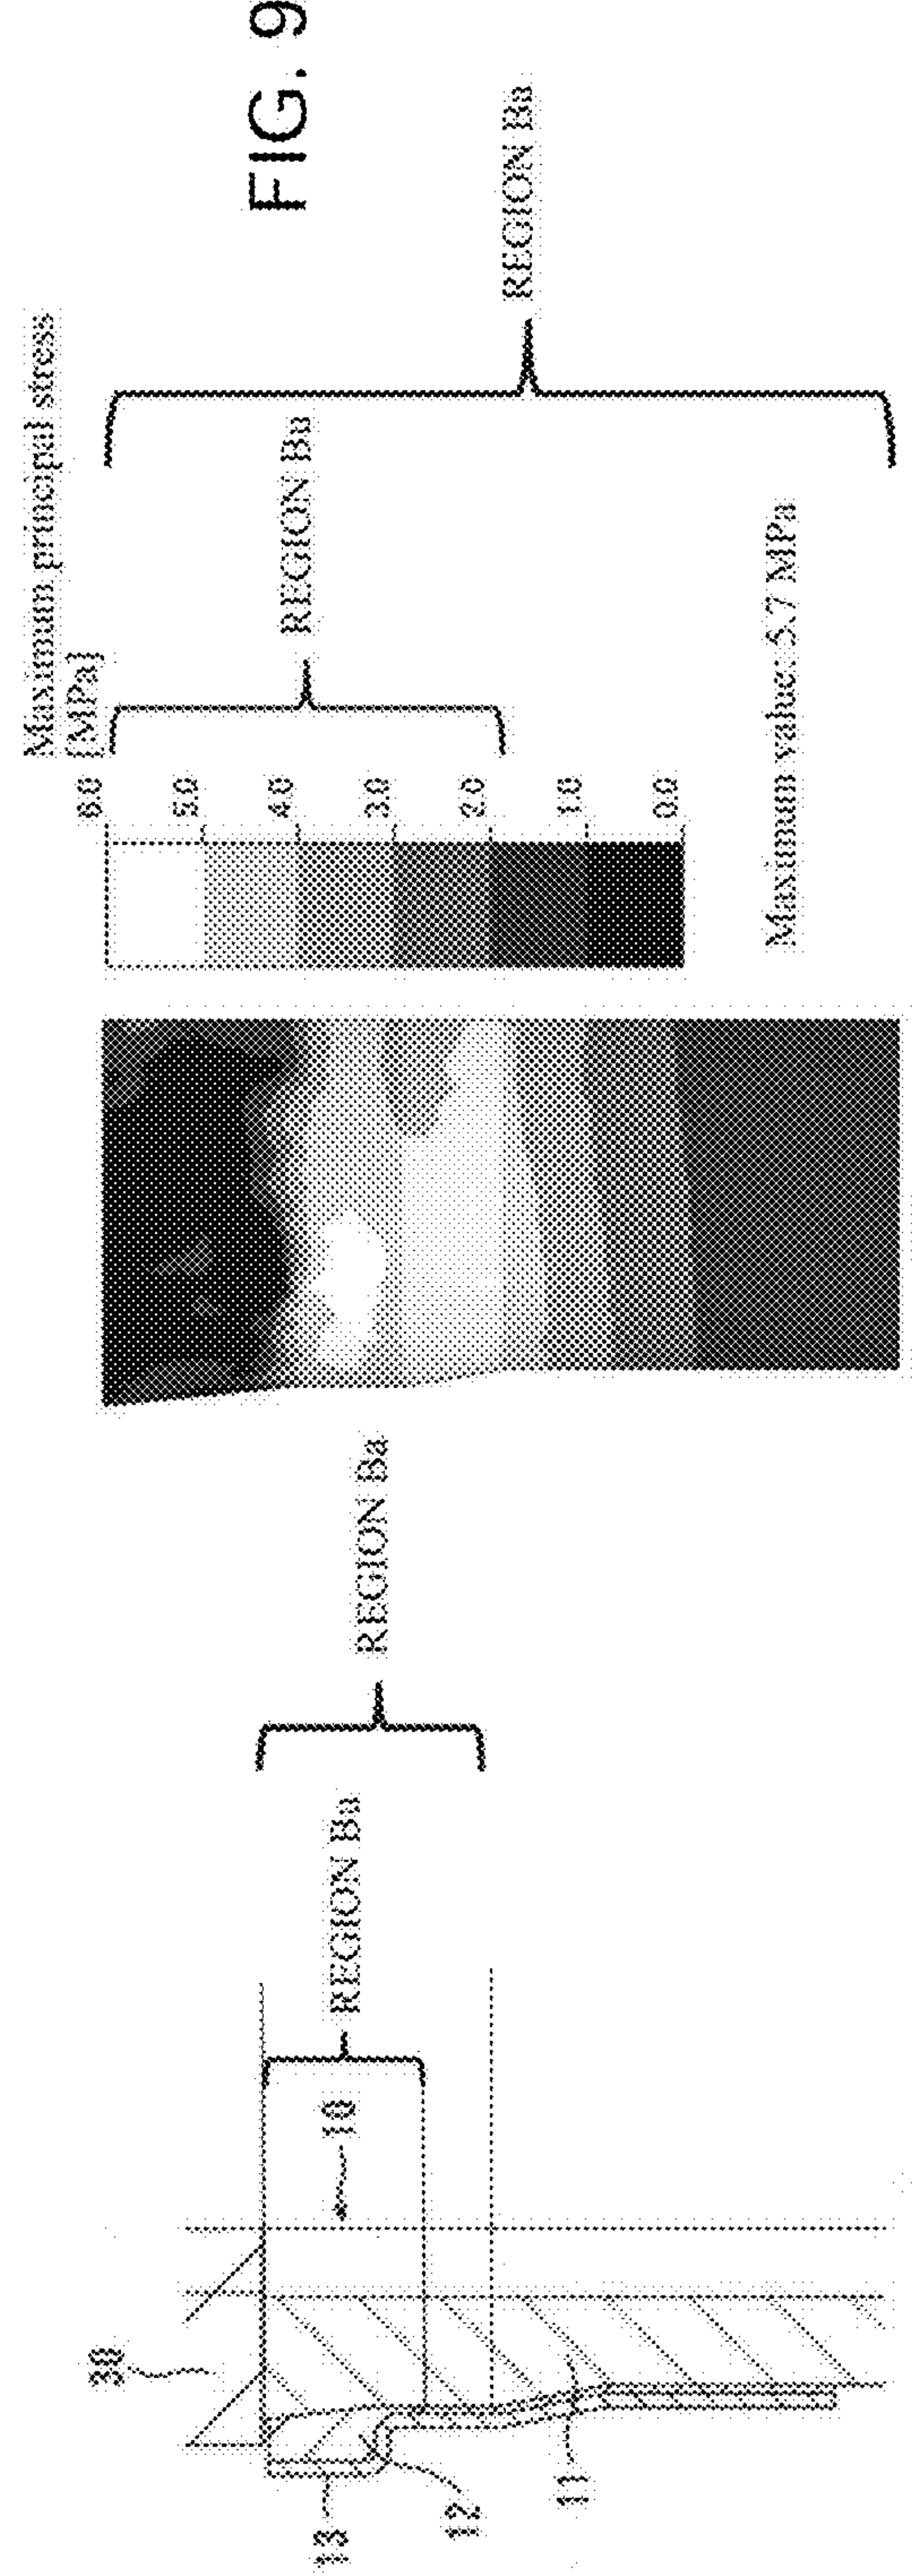 FIG. 9
30
13
12
11
10
REGION Bu
REGION Ba
Maximum principal stress
[MPa]
6.0
5.0
4.0
3.0
2.0
1.0
0.0
REGION Bu
REGION Ba
Maximum value: 5.7 MPa